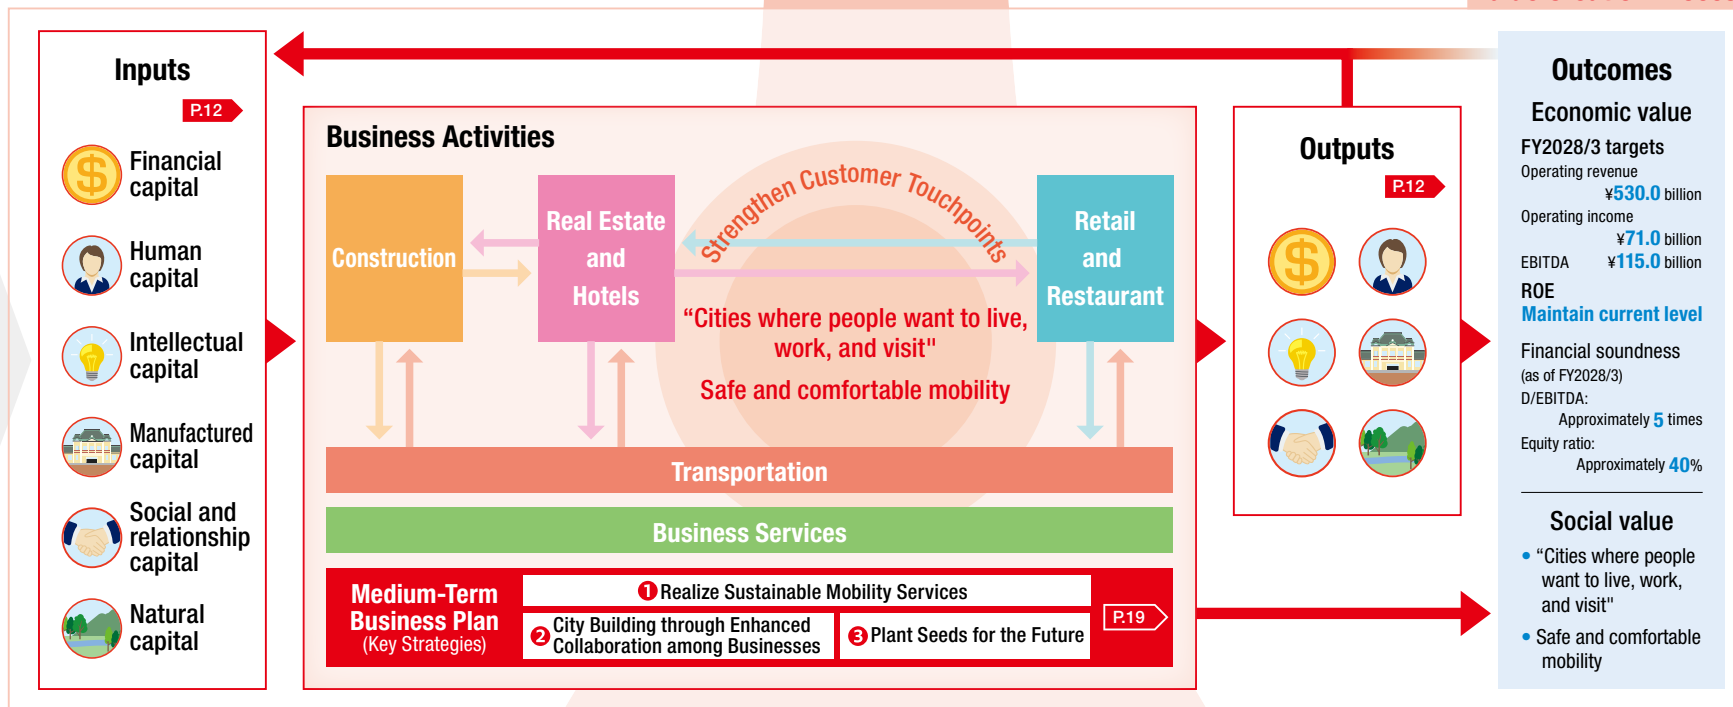 Inputs
P.12
Financial
capital
Human
capital
Intellectual
capital
Manufactured
capital
Social and
relationship
capital
Natural
capital
Business Activities
Construction
Real Estate
and
Hotels
Strengthen Customer Touchpoints
Retail
and
Restaurant
“Cities where people want to live,
work, and visit"
Safe and comfortable mobility
Transportation
Business Services
Medium-Term
Business Plan
(Key Strategies)
1 Realize Sustainable Mobility Services
2 City Building through Enhanced
Collaboration among Businesses
3 Plant Seeds for the Future
P.19
Outputs
P.12
Outcomes
Economic value
FY2028/3 targets
Operating revenue
¥530.0 billion
Operating income
¥71.0 billion
EBITDA ¥115.0 billion
ROE
Maintain current level
Financial soundness
(as of FY2028/3)
D/EBITDA:
Approximately 5 times
Equity ratio:
Approximately 40%
Social value
• “Cities where people
want to live, work,
and visit"
• Safe and comfortable
mobility